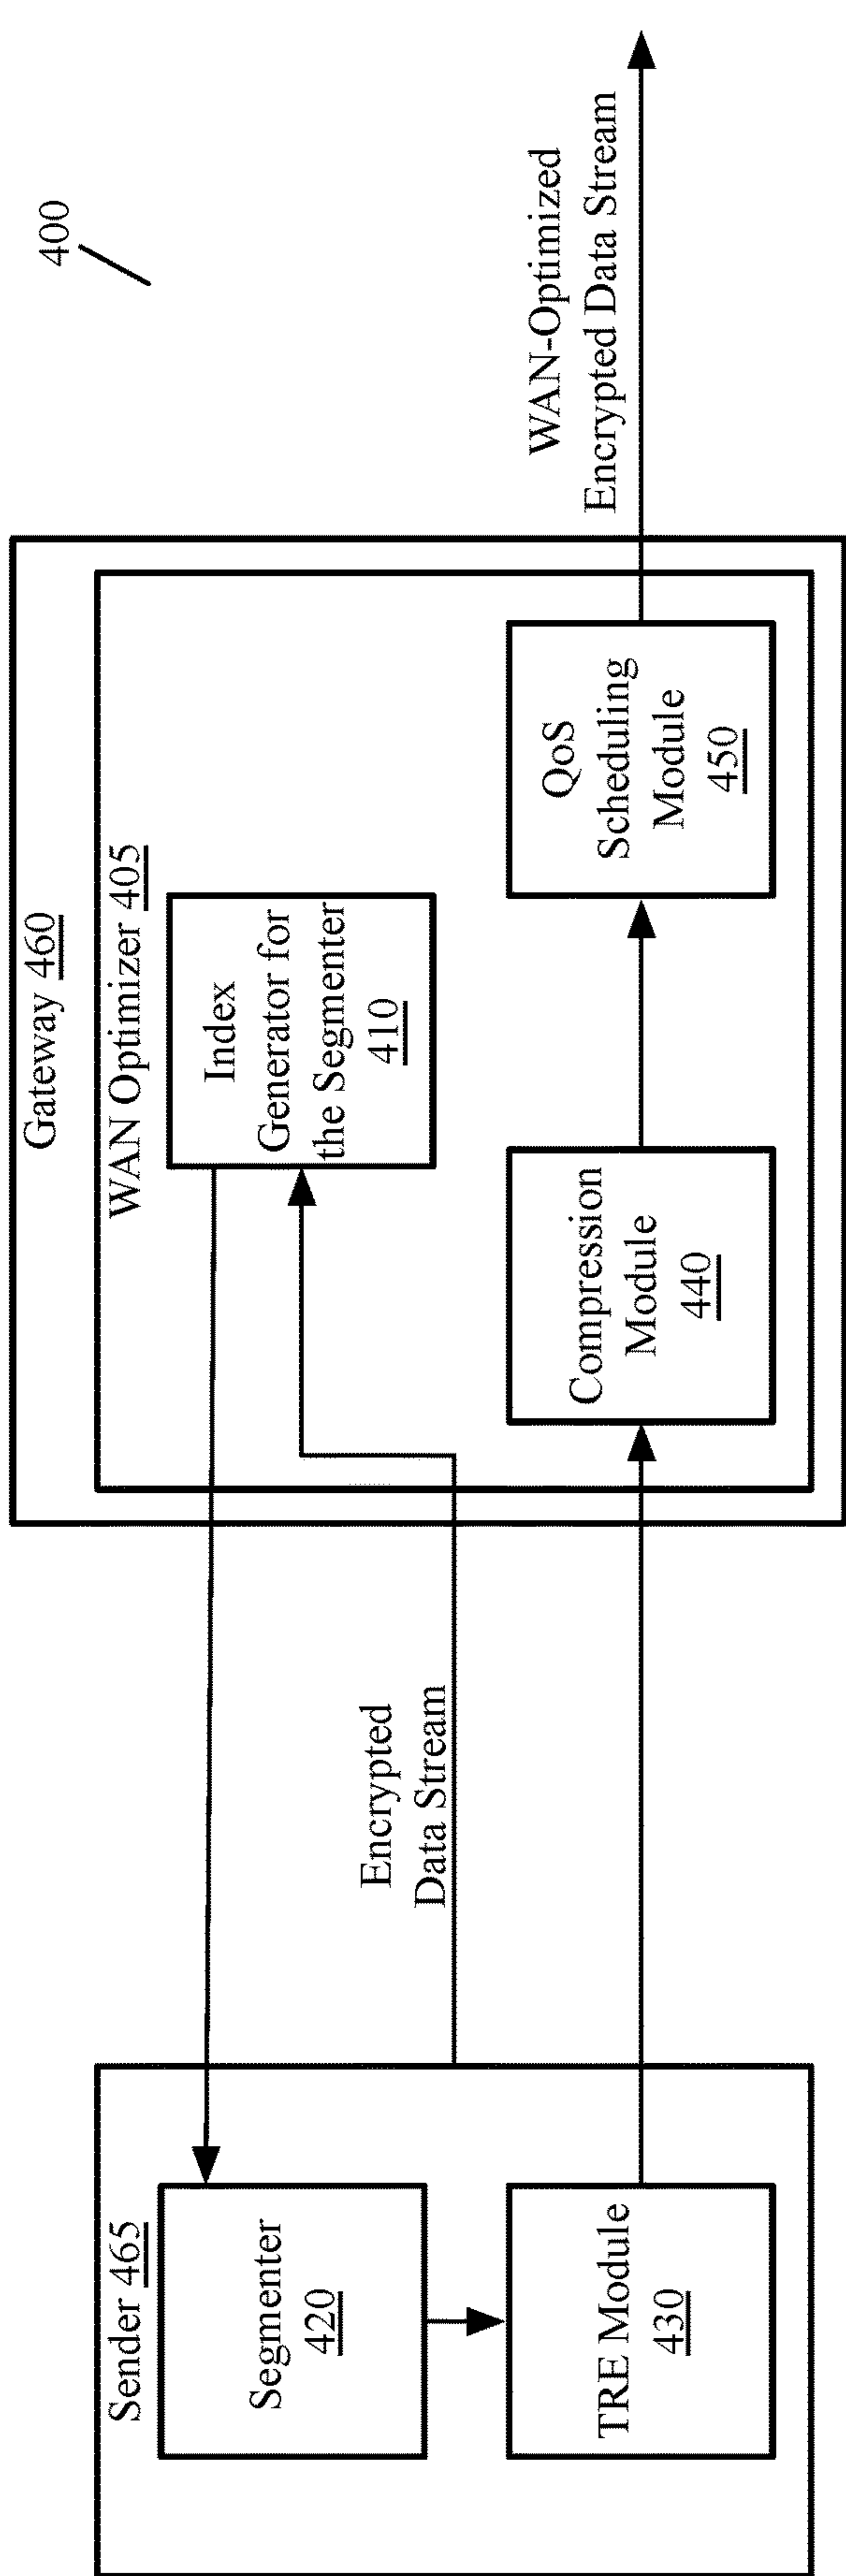 400
Gateway 460
WAN Optimizer 405
Index
Generator for
the Segmenter
410
Sender 465
Segmenter
420
Encrypted
Data Stream
TRE Module
430
Compression
Module
440
QoS
Scheduling
Module
450
WAN-Optimized
Encrypted Data Stream